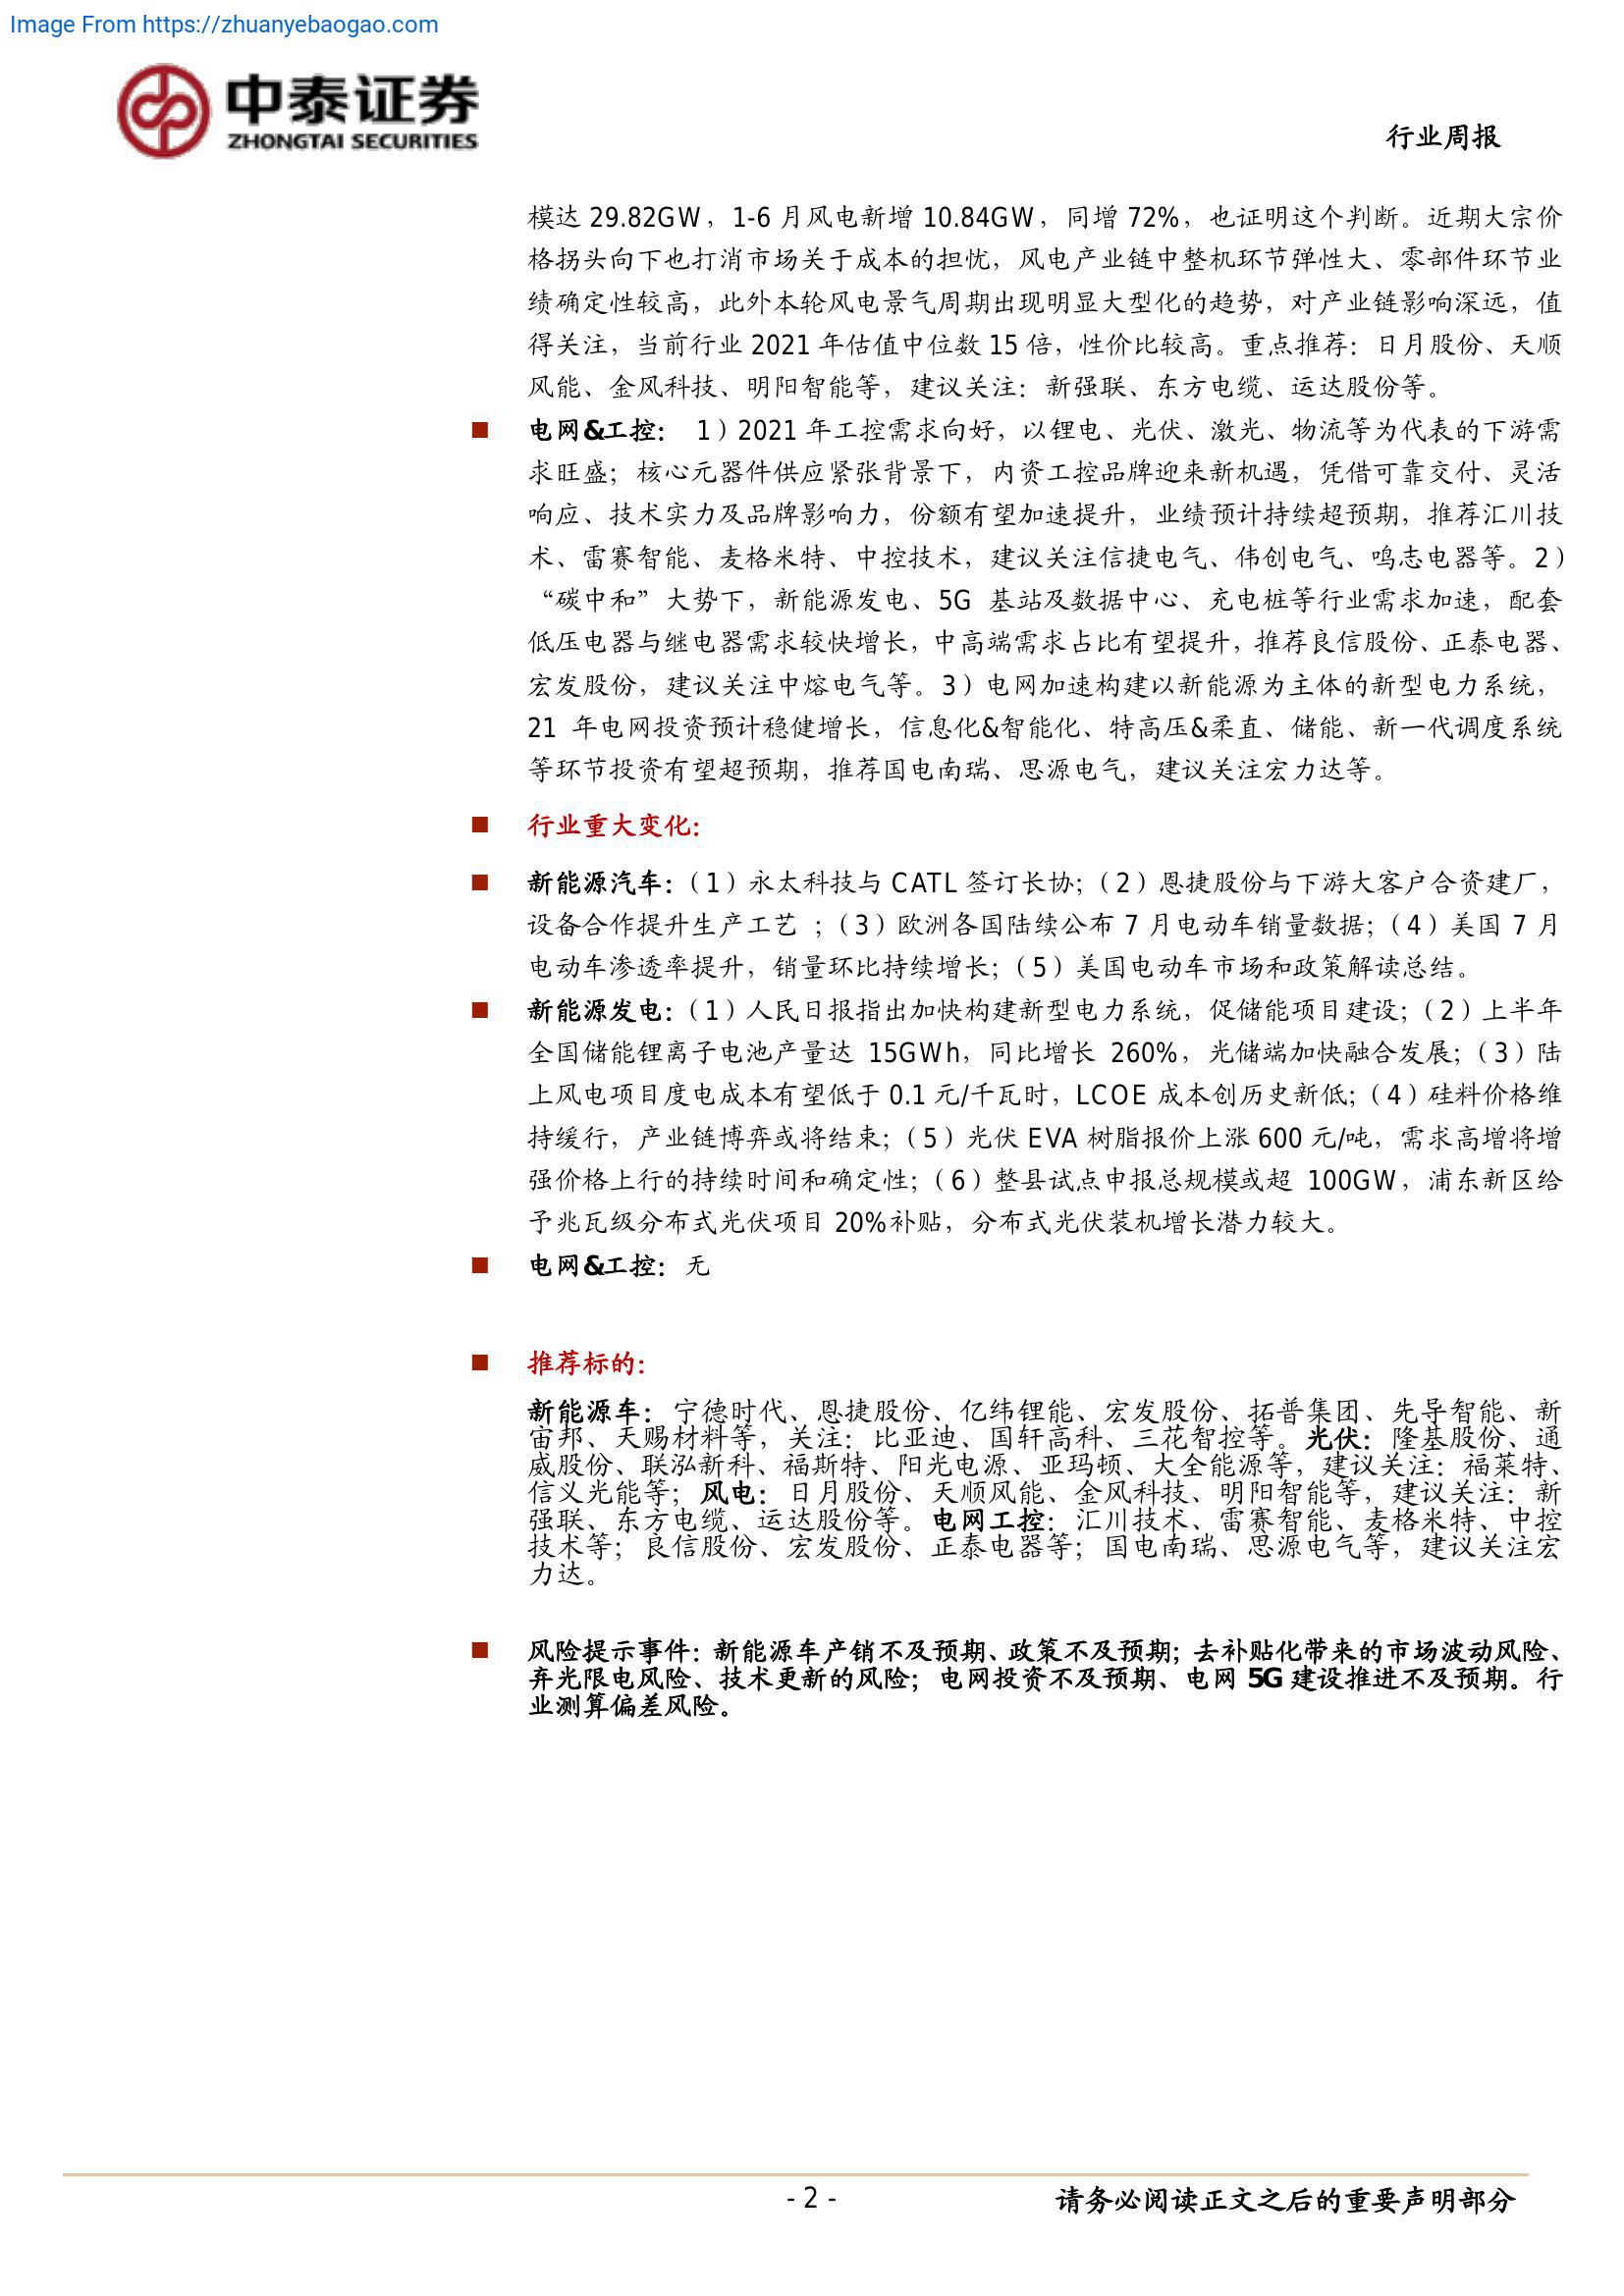 Image From https://zhuanyebaogao.com
中泰证券
ZHONGTAI SECURITIES
行业周报
模达 29.82GW，1-6 月风电新增 10.84GW，同增 72%，也证明这个判断。近期大宗价
格拐头向下也打消市场关于成本的担忧，风电产业链中整机环节弹性大、零部件环节业
绩确定性较高，此外本轮风电景气周期出现明显大型化的趋势，对产业链影响深远，值
得关注，当前行业 2021 年估值中位数 15 倍，性价比较高。重点推荐：日月股份、天顺
风能、金风科技、明阳智能等，建议关注：新强联、东方电缆、运达股份等。
■ 电网&工控： 1）2021 年工控需求向好，以锂电、光伏、激光、物流等为代表的下游需
求旺盛；核心元器件供应紧张背景下，内资工控品牌迎来新机遇，凭借可靠交付、灵活
响应、技术实力及品牌影响力，份额有望加速提升，业绩预计持续超预期，推荐汇川技
术、雷赛智能、麦格米特、中控技术，建议关注信捷电气、伟创电气、鸣志电器等。2）
“碳中和”大势下，新能源发电、5G 基站及数据中心、充电桩等行业需求加速，配套
低压电器与继电器需求较快增长，中高端需求占比有望提升，推荐良信股份、正泰电器、
宏发股份，建议关注中熔电气等。3）电网加速构建以新能源为主体的新型电力系统，
21 年电网投资预计稳健增长，信息化&智能化、特高压&柔直、储能、新一代调度系统
等环节投资有望超预期，推荐国电南瑞、思源电气，建议关注宏力达等。
■ 行业重大变化：
■ 新能源汽车：（1）永太科技与 CATL 签订长协；（2）恩捷股份与下游大客户合资建厂，
设备合作提升生产工艺 ；（3）欧洲各国陆续公布 7 月电动车销量数据；（4）美国 7 月
电动车渗透率提升，销量环比持续增长；（5）美国电动车市场和政策解读总结。
■ 新能源发电：（1）人民日报指出加快构建新型电力系统，促储能项目建设；（2）上半年
全国储能锂离子电池产量达 15GWh，同比增长 260%，光储端加快融合发展；（3）陆
上风电项目度电成本有望低于 0.1 元/千瓦时，LCOE 成本创历史新低；（4）硅料价格维
持缓行，产业链博弈或将结束；（5）光伏 EVA 树脂报价上涨 600 元/吨，需求高增将增
强价格上行的持续时间和确定性；（6）整县试点申报总规模或超 100GW，浦东新区给
予兆瓦级分布式光伏项目 20%补贴，分布式光伏装机增长潜力较大。
■ 电网&工控：无
■ 推荐标的：
新能源车：宁德时代、恩捷股份、亿纬锂能、宏发股份、拓普集团、先导智能、新
宙邦、天赐材料等，关注：比亚迪、国轩高科、三花智控等。光伏：隆基股份、通
威股份、联泓新科、福斯特、阳光电源、亚玛顿、大全能源等，建议关注：福莱特、
信义光能等；风电：日月股份、天顺风能、金风科技、明阳智能等，建议关注：新
强联、东方电缆、运达股份等。电网工控：汇川技术、雷赛智能、麦格米特、中控
技术等；良信股份、宏发股份、正泰电器等；国电南瑞、思源电气等，建议关注宏
力达。
■ 风险提示事件：新能源车产销不及预期、政策不及预期；去补贴化带来的市场波动风险、
弃光限电风险、技术更新的风险；电网投资不及预期、电网 5G 建设推进不及预期。行
业测算偏差风险。
- 2 -
请务必阅读正文之后的重要声明部分